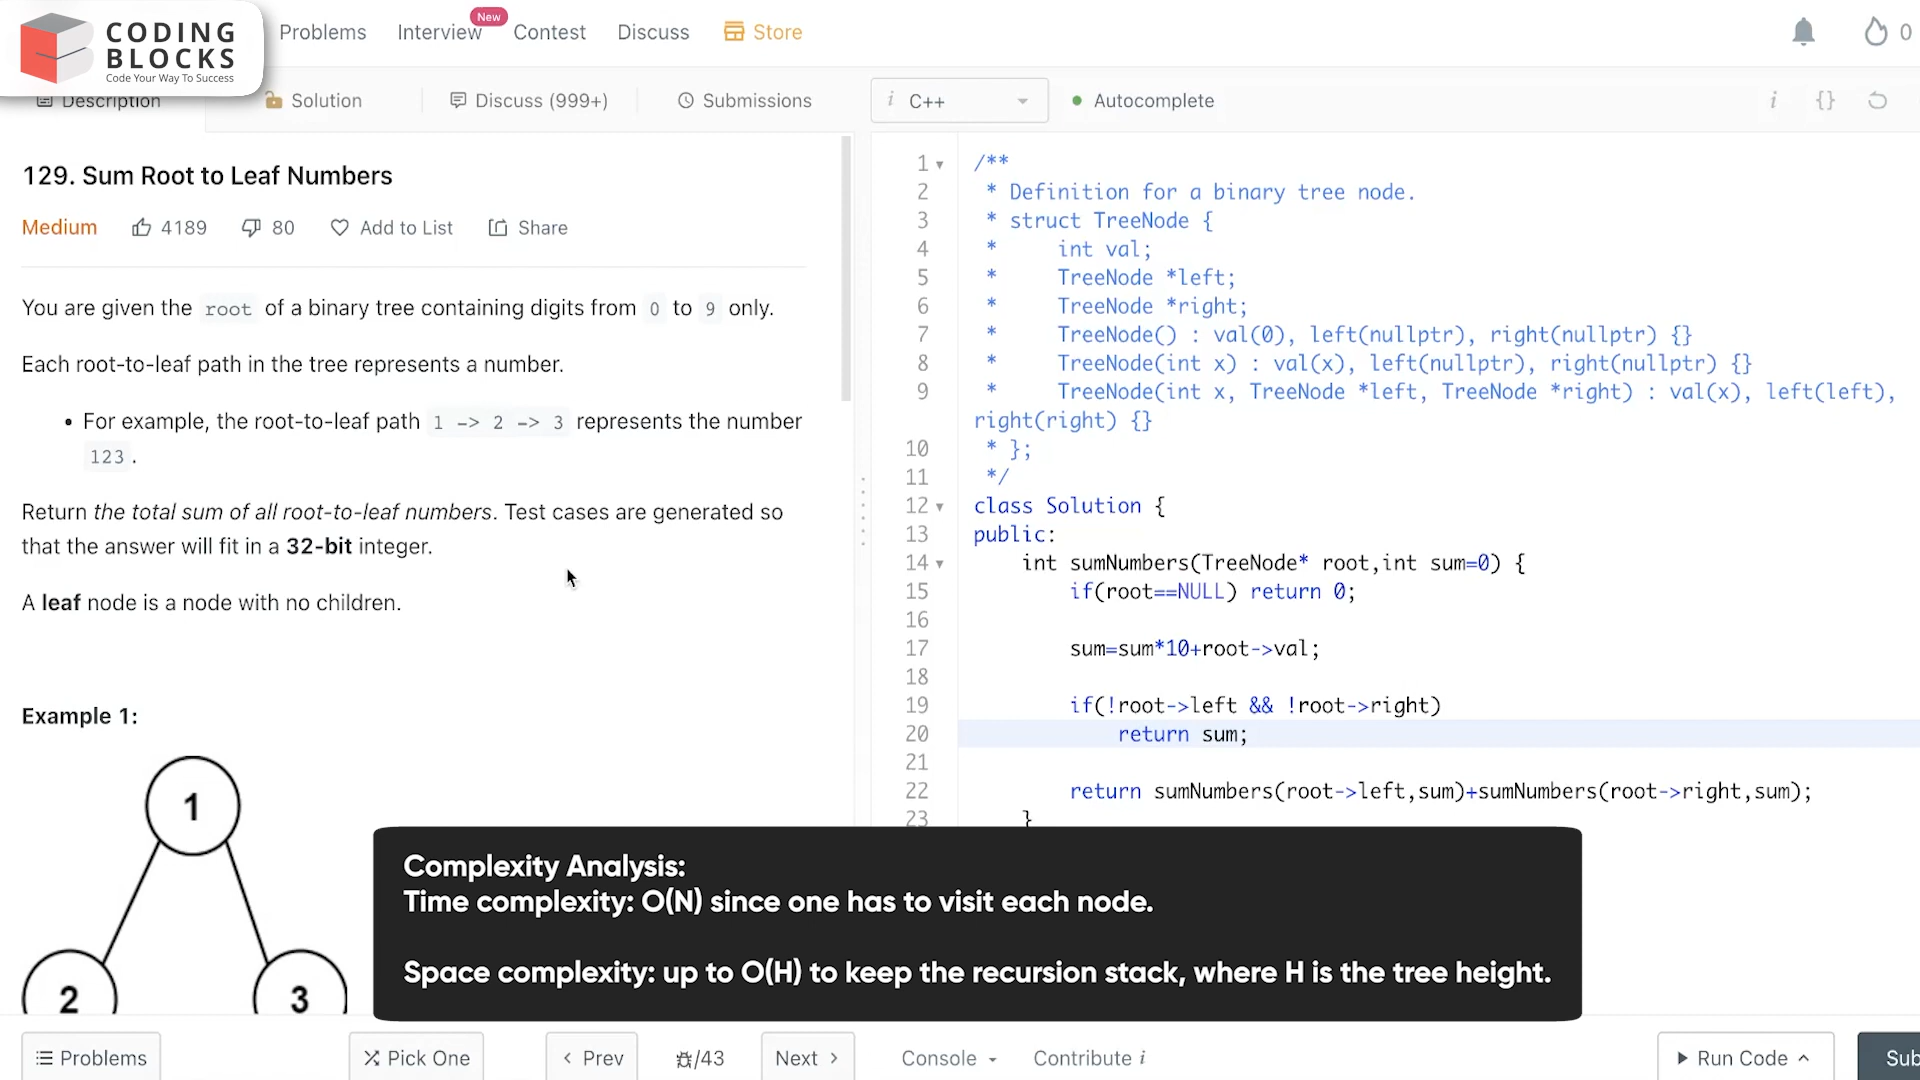 CODING
BLOCKS
Code Your Way To Success
Problems Interview New Contest Discuss Store 0
Description Solution Discuss (999+) Submissions i C++ Autocomplete i {}
129. Sum Root to Leaf Numbers
Medium 4189 80 Add to List Share
You are given the root of a binary tree containing digits from 0 to 9 only.
Each root-to-leaf path in the tree represents a number.
• For example, the root-to-leaf path 1 -> 2 -> 3 represents the number
123 .
Return the total sum of all root-to-leaf numbers. Test cases are generated so
that the answer will fit in a 32-bit integer.
A leaf node is a node with no children.
Example 1:
1
2 3
1 /**
2 * Definition for a binary tree node.
3 * struct TreeNode {
4 * int val;
5 * TreeNode *left;
6 * TreeNode *right;
7 * TreeNode() : val(0), left(nullptr), right(nullptr) {}
8 * TreeNode(int x) : val(x), left(nullptr), right(nullptr) {}
9 * TreeNode(int x, TreeNode *left, TreeNode *right) : val(x), left(left),
right(right) {}
10 * };
11 */
12 class Solution {
13 public:
14 int sumNumbers(TreeNode* root,int sum=0) {
15 if(root==NULL) return 0;
16
17 sum=sum*10+root->val;
18
19 if(!root->left && !root->right)
20 return sum;
21
22 return sumNumbers(root->left,sum)+sumNumbers(root->right,sum);
23 }
Complexity Analysis:
Time complexity: O(N) since one has to visit each node.
Space complexity: up to O(H) to keep the recursion stack, where H is the tree height.
Problems Pick One < Prev /43 Next > Console Contribute i Run Code Sub